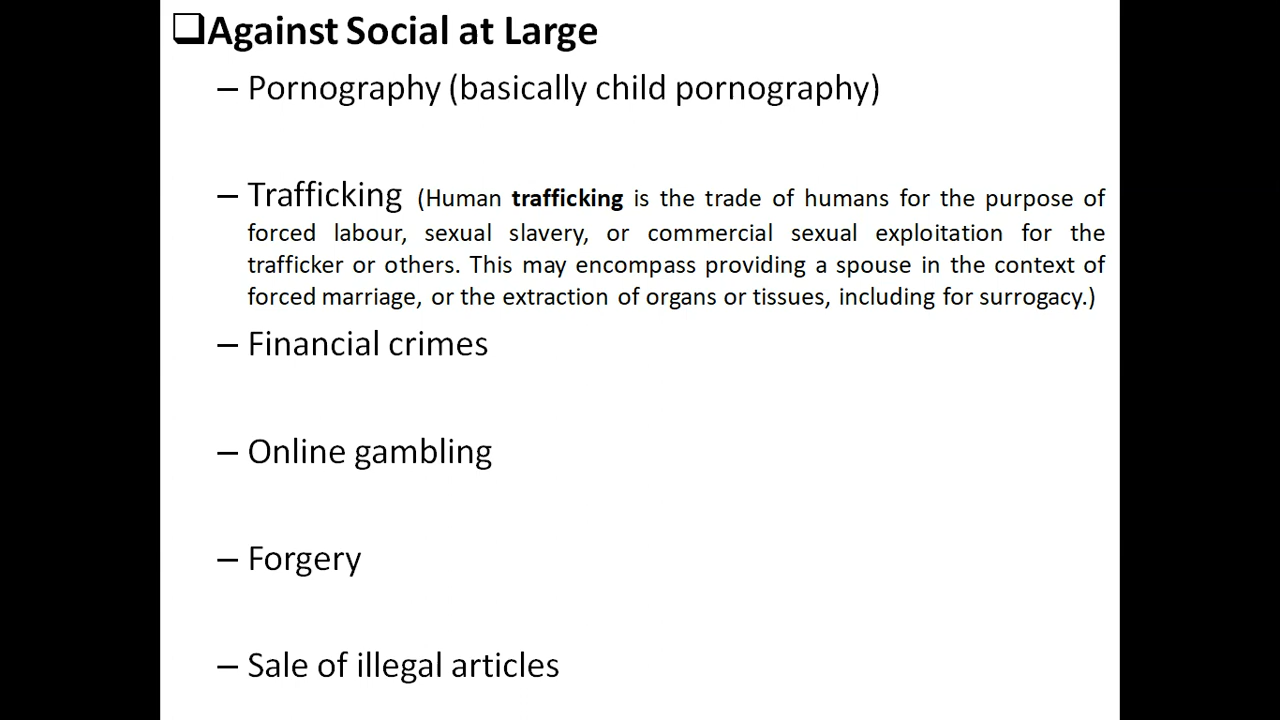 ❑Against Social at Large
– Pornography (basically child pornography)
– Trafficking (Human trafficking is the trade of humans for the purpose of
forced labour, sexual slavery, or commercial sexual exploitation for the
trafficker or others. This may encompass providing a spouse in the context of
forced marriage, or the extraction of organs or tissues, including for surrogacy.)
– Financial crimes
– Online gambling
– Forgery
– Sale of illegal articles